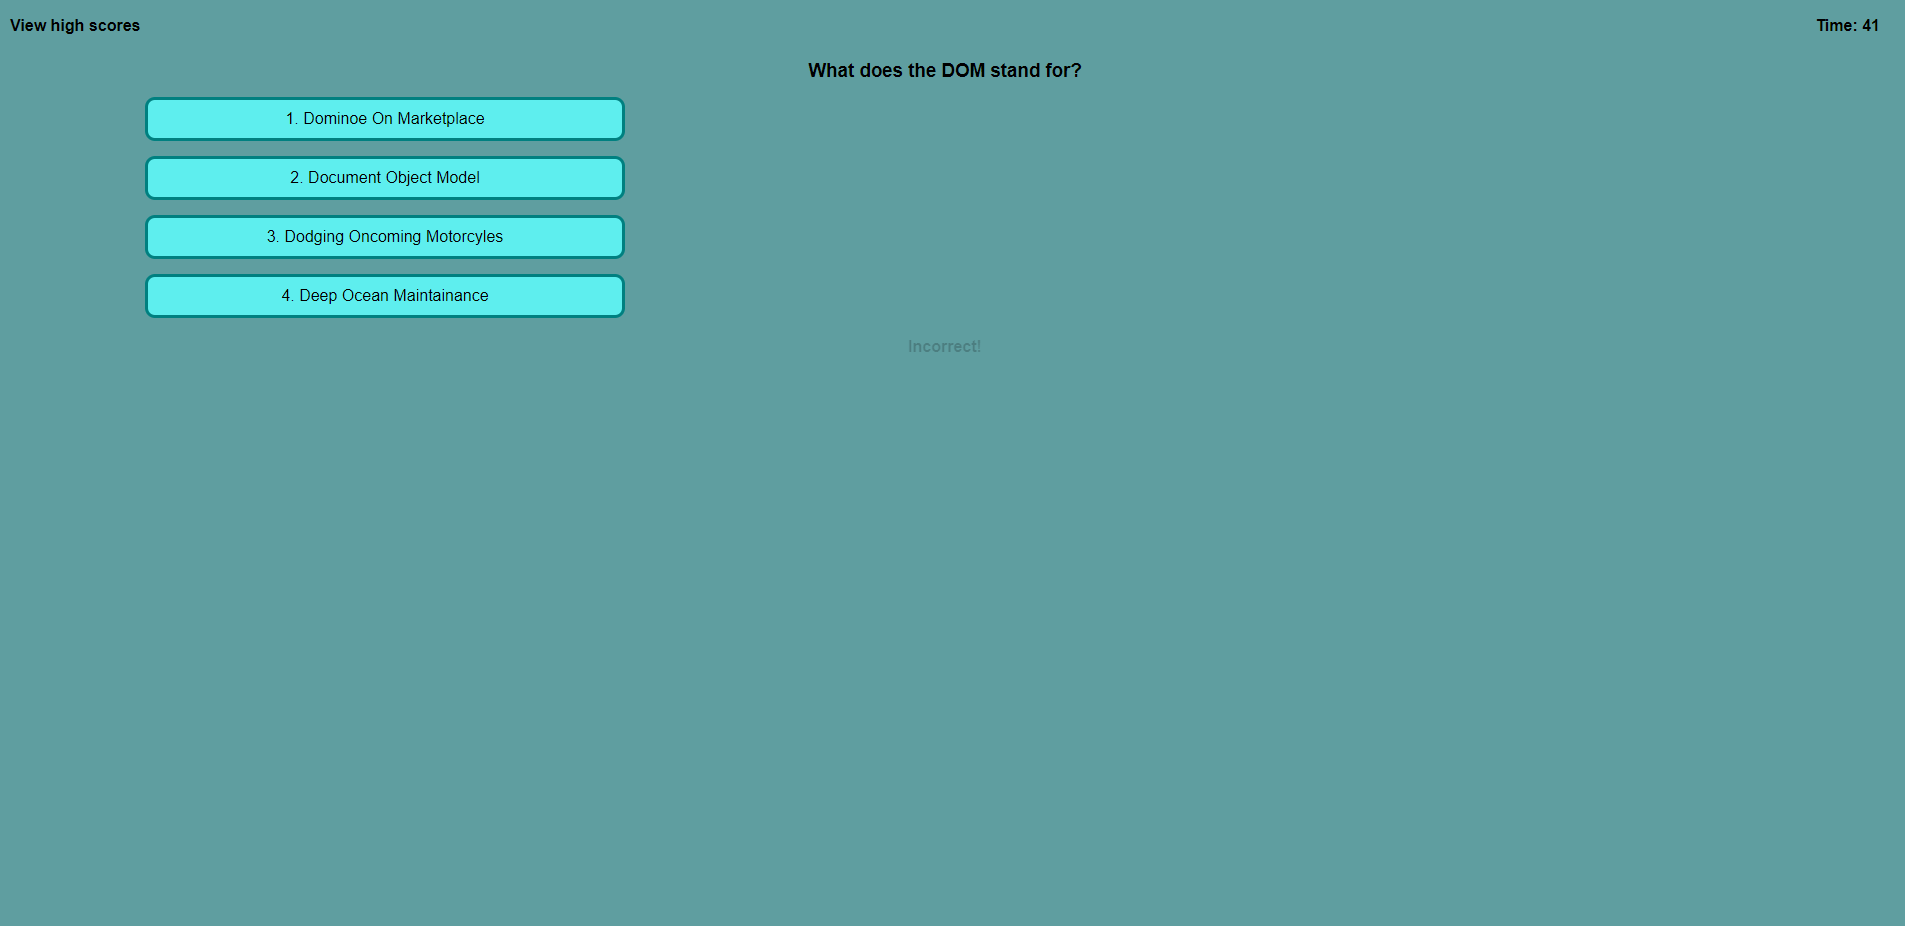 View high scores
Time: 41
What does the DOM stand for?
1. Dominoe On Marketplace
2. Document Object Model
3. Dodging Oncoming Motorcyles
4. Deep Ocean Maintainance
Incorrect!